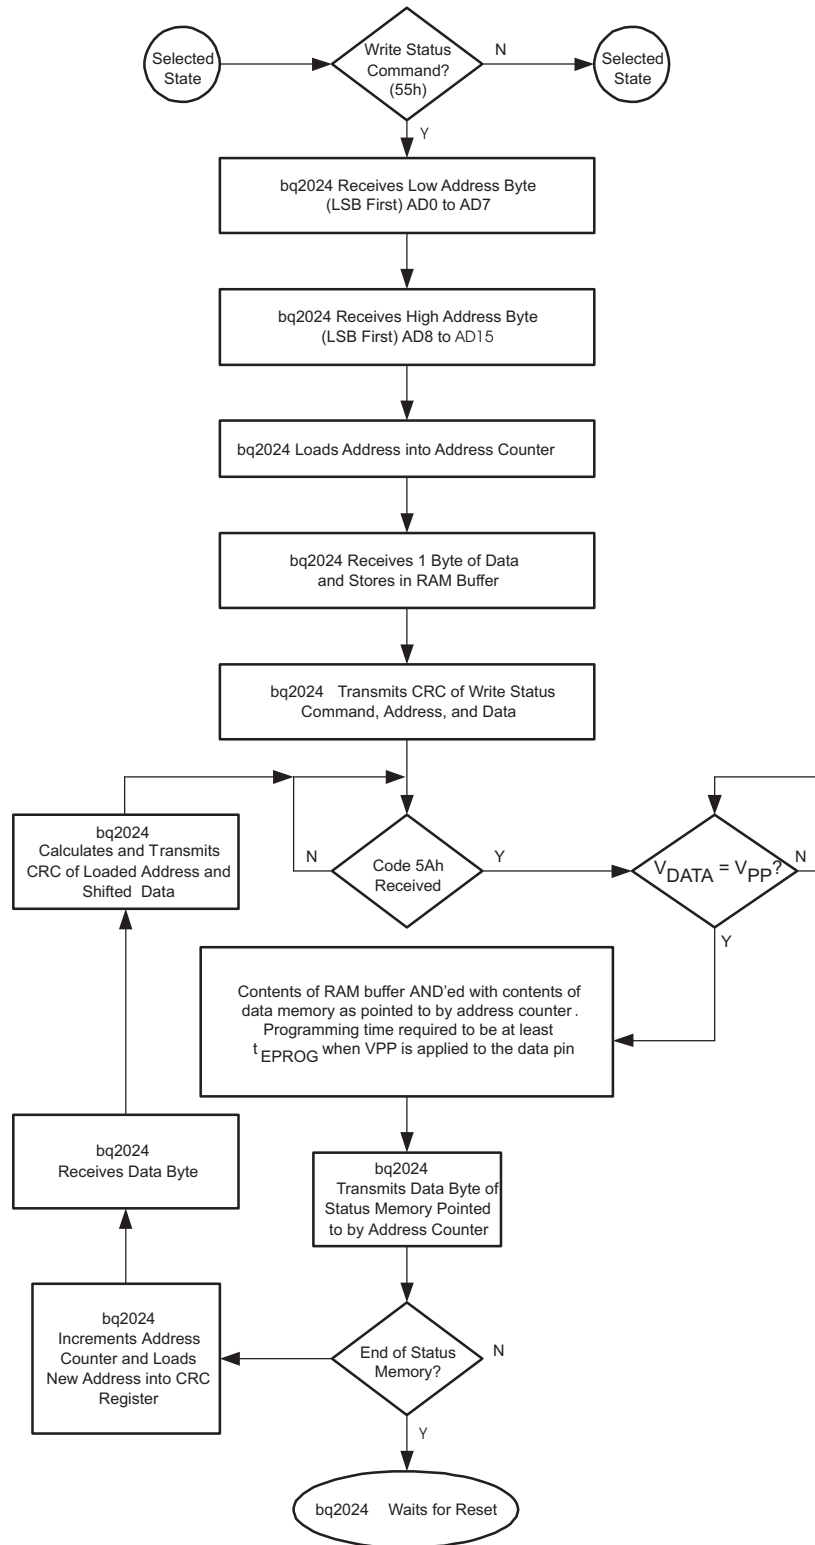 Selected
State
Write Status
Command?
(55h)
N
Selected
State
Y
bq2024 Receives Low Address Byte
(LSB First) AD0 to AD7
bq2024 Receives High Address Byte
(LSB First) AD8 to AD15
bq2024 Loads Address into Address Counter
bq2024 Receives 1 Byte of Data
and Stores in RAM Buffer
bq2024 Transmits CRC of Write Status
Command, Address, and Data
bq2024
Calculates and Transmits
CRC of Loaded Address and
Shifted Data
N
Code 5Ah
Received
Y
VDATA = VPP?
N
Y
Contents of RAM buffer AND'ed with contents of
data memory as pointed to by address counter.
Programming time required to be at least
tEPROG when VPP is applied to the data pin
bq2024
Receives Data Byte
bq2024
Transmits Data Byte of
Status Memory Pointed
to by Address Counter
bq2024
Increments Address
Counter and Loads
New Address into CRC
Register
End of Status
Memory?
N
Y
bq2024 Waits for Reset